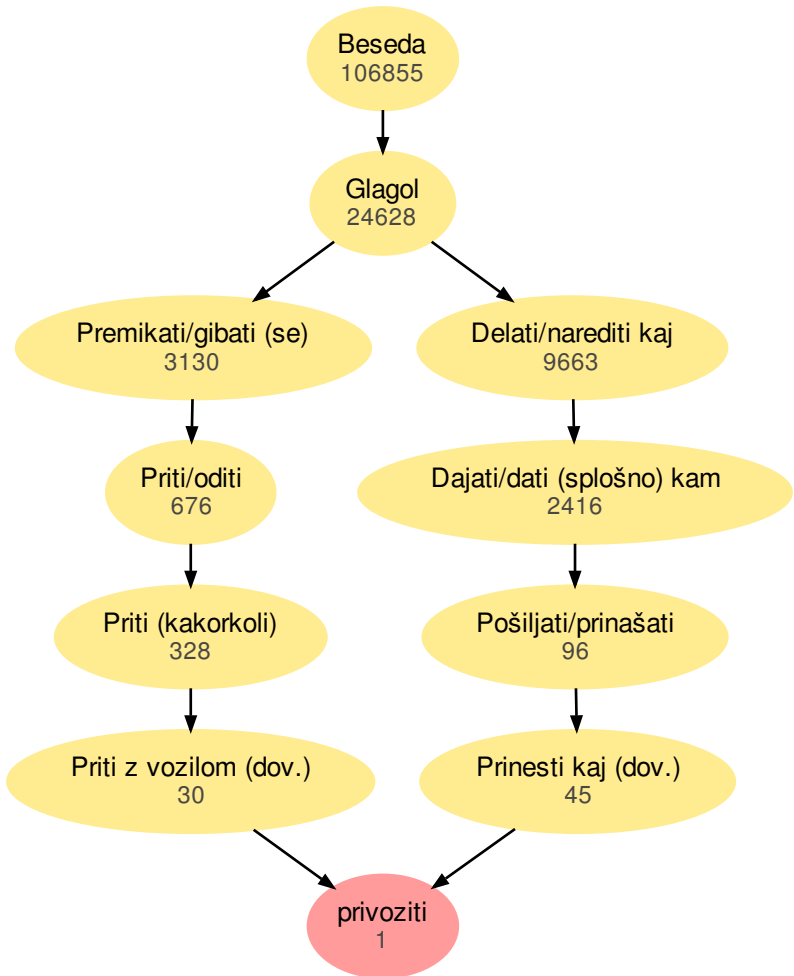 Beseda
106855
Glagol
24628
Premikati/gibati (se)
3130
Delati/narediti kaj
9663
Priti/oditi
676
Dajati/dati (splošno) kam
2416
Priti (kakorkoli)
328
Pošiljati/prinašati
96
Priti z vozilom (dov.)
30
Prinesti kaj (dov.)
45
privoziti
1